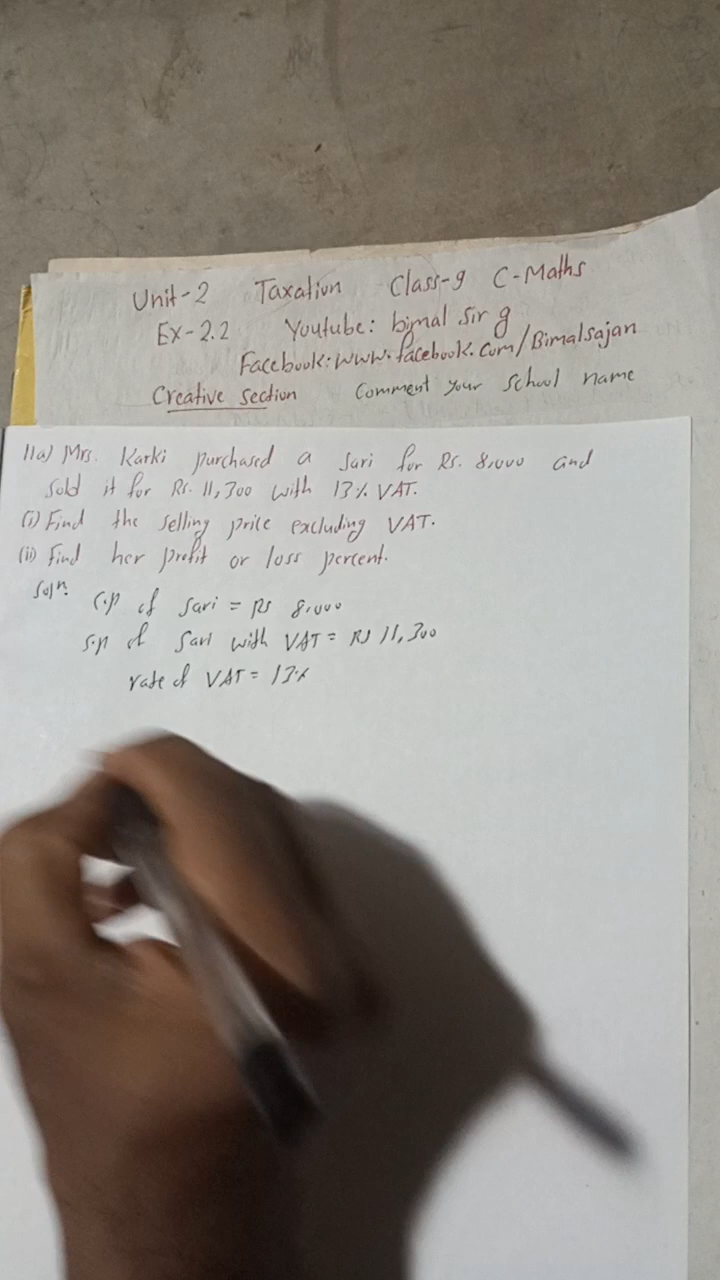 Unit-2 Taxation Class-9 C-Maths
Ex-2.2 Youtube: bimal sir g
Facebook: www.facebook.com/Bimalsajan
Creative section Comment your school name
11a) Mrs. Karki purchased a Sari for Rs. 8,000 and
sold it for Rs. 11,300 with 13% VAT.
(i) Find the selling price excluding VAT.
(ii) Find her profit or loss percent.
Soln:
C.P of Sari = Rs 8,000
S.P of Sari with VAT = Rs 11,300
rate of VAT = 13%